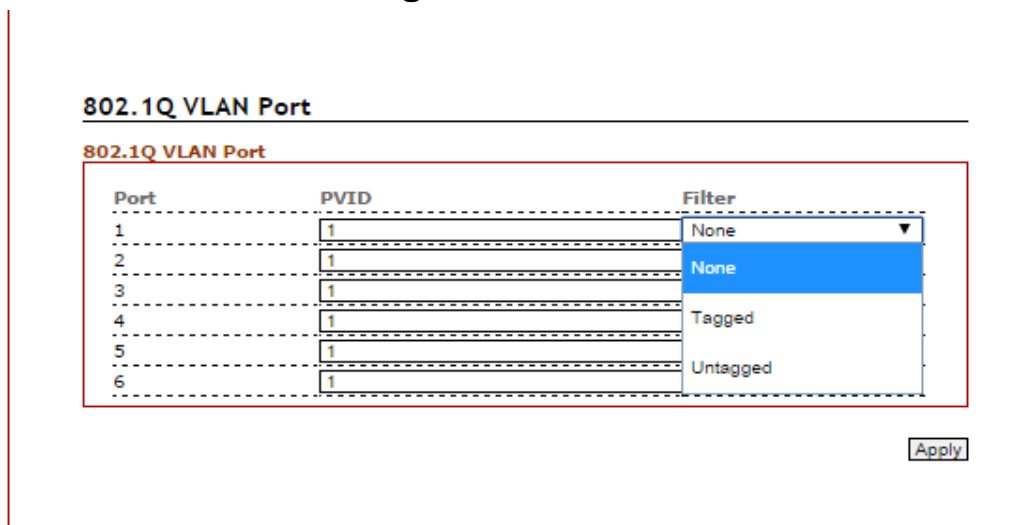 802.1Q VLAN Port
802.1Q VLAN Port
Port PVID Filter
1 1 None ▼
2 1 None
3 1
4 1 Tagged
5 1
Untagged
6 1
Apply